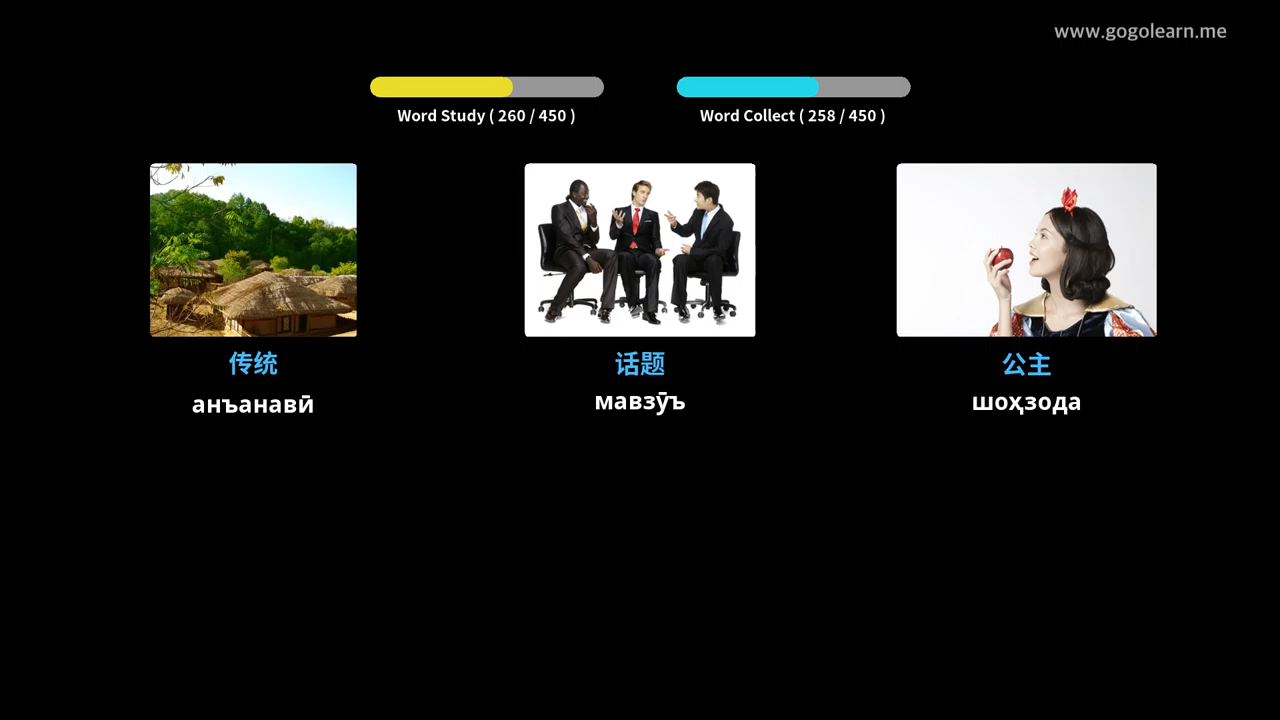 www.gogolearn.me
Word Study ( 260 / 450 )
Word Collect ( 258 / 450 )
传统
话题
公主
анъанавӣ
мавзӯъ
шоҳзода